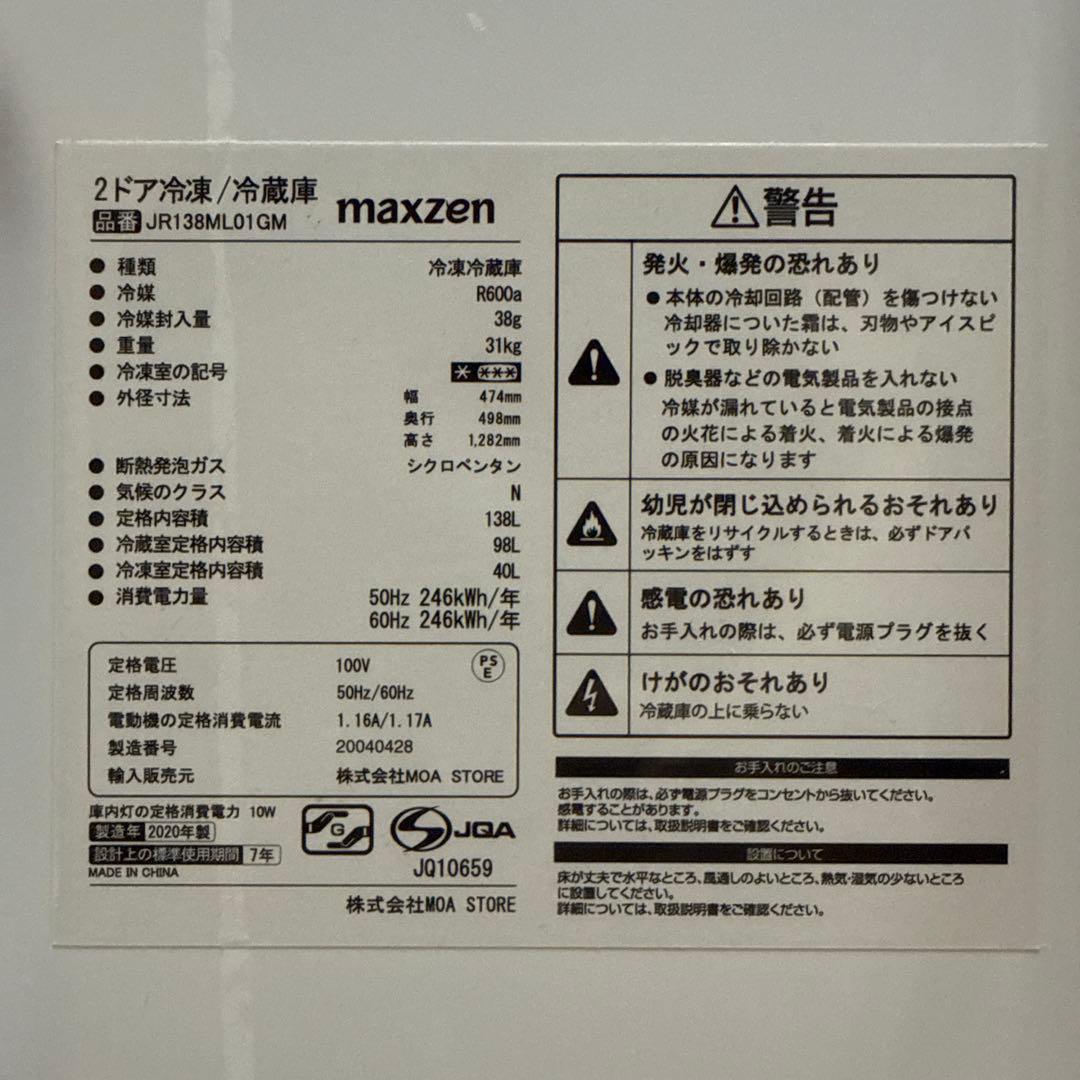 2ドア冷凍/冷蔵庫
maxzen
品番 JR138ML01GM
● 種類 冷凍冷蔵庫
● 冷媒 R600a
● 冷媒封入量 38g
● 重量 31kg
● 冷凍室の記号 * ***
● 外径寸法 幅 474mm
奥行 498mm
高さ 1,282mm
● 断熱発泡ガス シクロペンタン
● 気候のクラス N
● 定格内容積 138L
● 冷蔵室定格内容積 98L
● 冷凍室定格内容積 40L
● 消費電力量 50Hz 246kWh/年
60Hz 246kWh/年
定格電圧 100V
PS
E
定格周波数 50Hz/60Hz
電動機の定格消費電流 1.16A/1.17A
製造番号 20040428
輸入販売元 株式会社MOA STORE
庫内灯の定格消費電力 10W
製造年 2020年製
設計上の標準使用期間 7年
MADE IN CHINA
G
JQA
JQ10659
株式会社MOA STORE
警告
発火・爆発の恐れあり
● 本体の冷却回路（配管）を傷つけない
冷却器についた霜は、刃物やアイスピ
ックで取り除かない
● 脱臭器などの電気製品を入れない
冷媒が漏れていると電気製品の接点
の火花による着火、着火による爆発
の原因になります
幼児が閉じ込められるおそれあり
冷蔵庫をリサイクルするときは、必ずドアパ
ッキンをはずす
感電の恐れあり
お手入れの際は、必ず電源プラグを抜く
けがのおそれあり
冷蔵庫の上に乗らない
お手入れのご注意
お手入れの際は、必ず電源プラグをコンセントから抜いてください。
感電することがあります。
詳細については、取扱説明書をご確認ください。
設置について
床が丈夫で水平なところ、風通しのよいところ、熱気・湿気の少ないところ
に設置してください。
詳細については、取扱説明書をご確認ください。